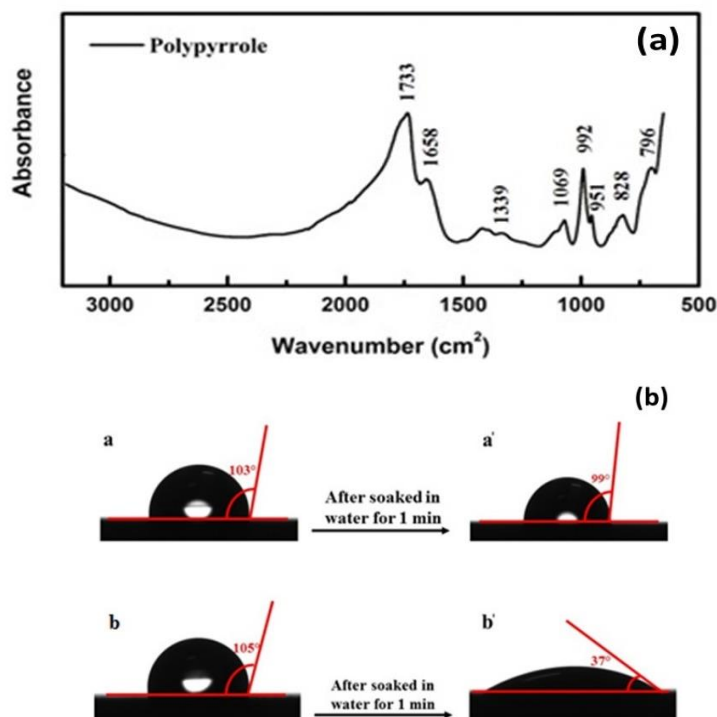 (a)
Polypyrrole
1733
1658
1339
1069
992
951
828
796
Absorbance
3000 2500 2000 1500 1000 500
Wavenumber (cm²)
(b)
a
103°
After soaked in
water for 1 min
a'
99°
b
105°
After soaked in
water for 1 min
b'
37°